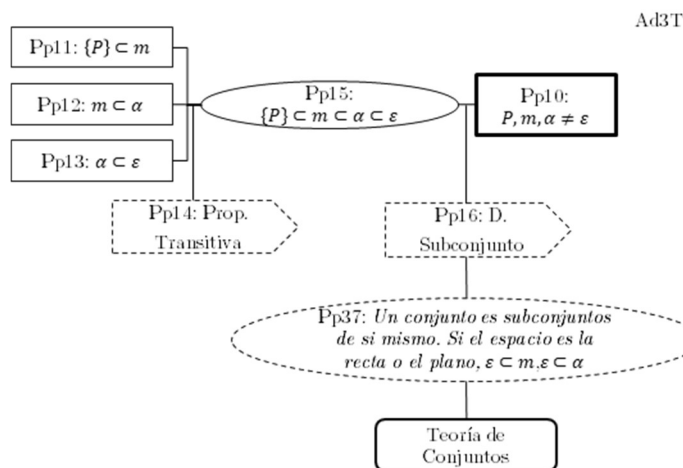 Ad3T
Pp11: {P} ⊂ m
Pp12: m ⊂ α
Pp13: α ⊂ ε
Pp15:
{P} ⊂ m ⊂ α ⊂ ε
Pp10:
P, m, α ≠ ε
Pp14: Prop.
Transitiva
Pp16: D.
Subconjunto
Pp37: Un conjunto es subconjuntos
de si mismo. Si el espacio es la
recta o el plano, ε ⊂ m,ε ⊂ α
Teoría de
Conjuntos